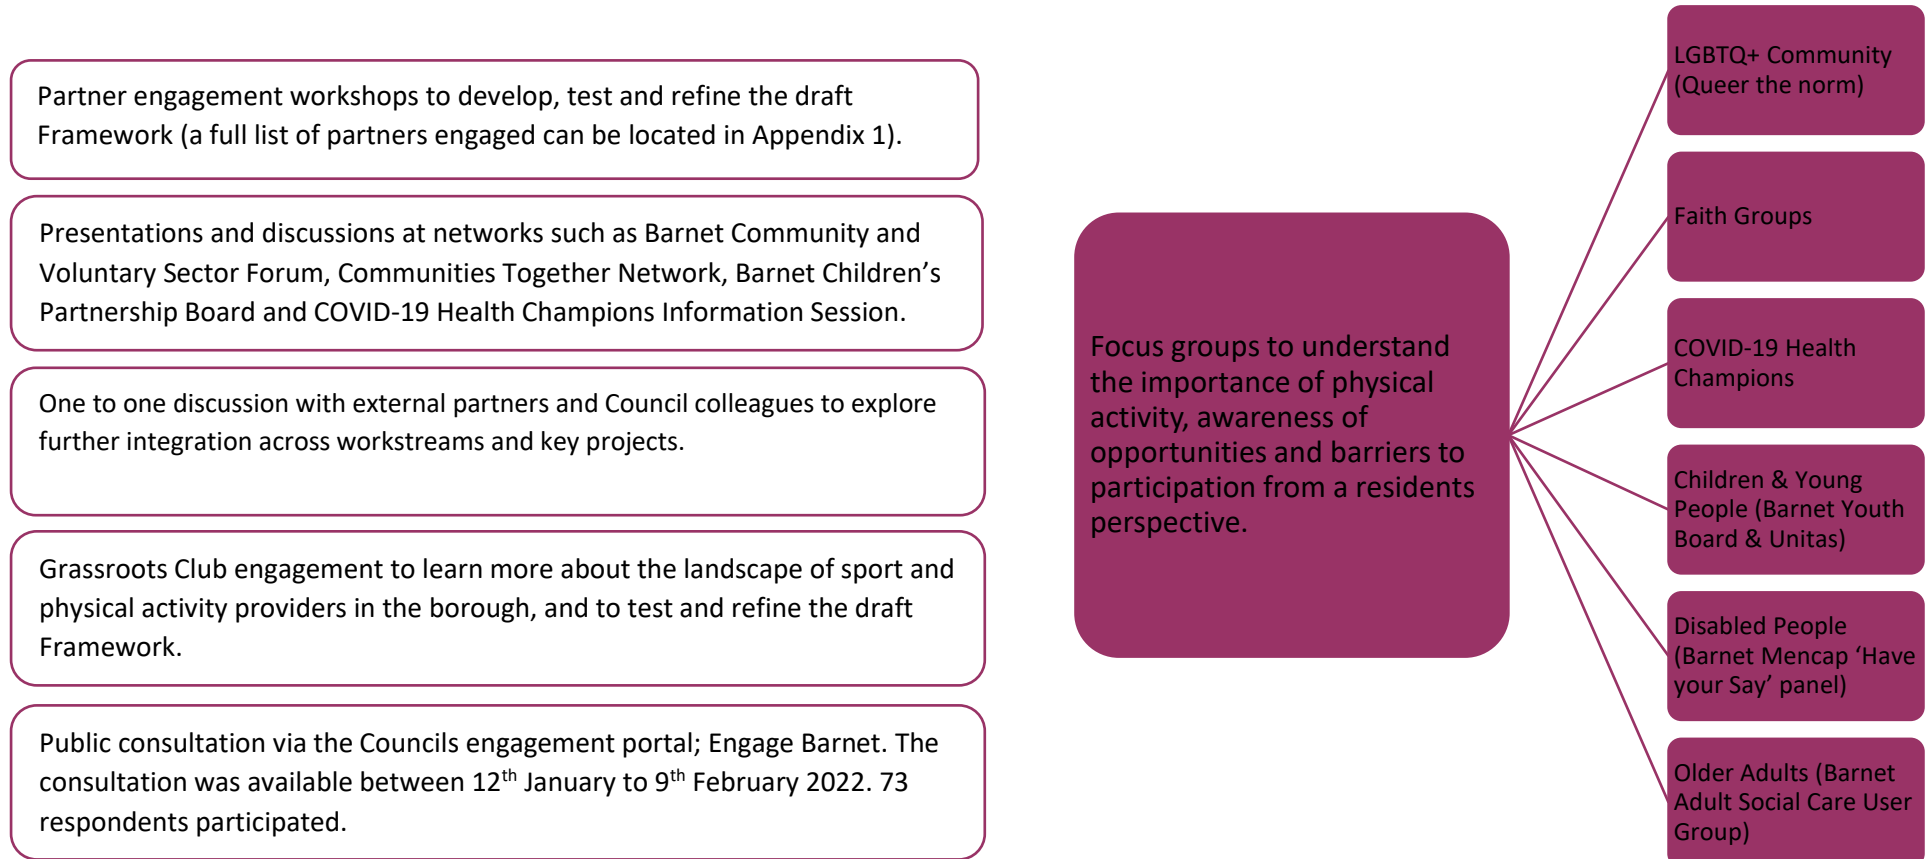 Partner engagement workshops to develop, test and refine the draft
Framework (a full list of partners engaged can be located in Appendix 1).
Presentations and discussions at networks such as Barnet Community and
Voluntary Sector Forum, Communities Together Network, Barnet Children’s
Partnership Board and COVID-19 Health Champions Information Session.
One to one discussion with external partners and Council colleagues to explore
further integration across workstreams and key projects.
Grassroots Club engagement to learn more about the landscape of sport and
physical activity providers in the borough, and to test and refine the draft
Framework.
Public consultation via the Councils engagement portal; Engage Barnet. The
consultation was available between 12th January to 9th February 2022. 73
respondents participated.
Focus groups to understand
the importance of physical
activity, awareness of
opportunities and barriers to
participation from a residents
perspective.
LGBTQ+ Community
(Queer the norm)
Faith Groups
COVID-19 Health
Champions
Children & Young
People (Barnet Youth
Board & Unitas)
Disabled People
(Barnet Mencap ‘Have
your Say’ panel)
Older Adults (Barnet
Adult Social Care User
Group)